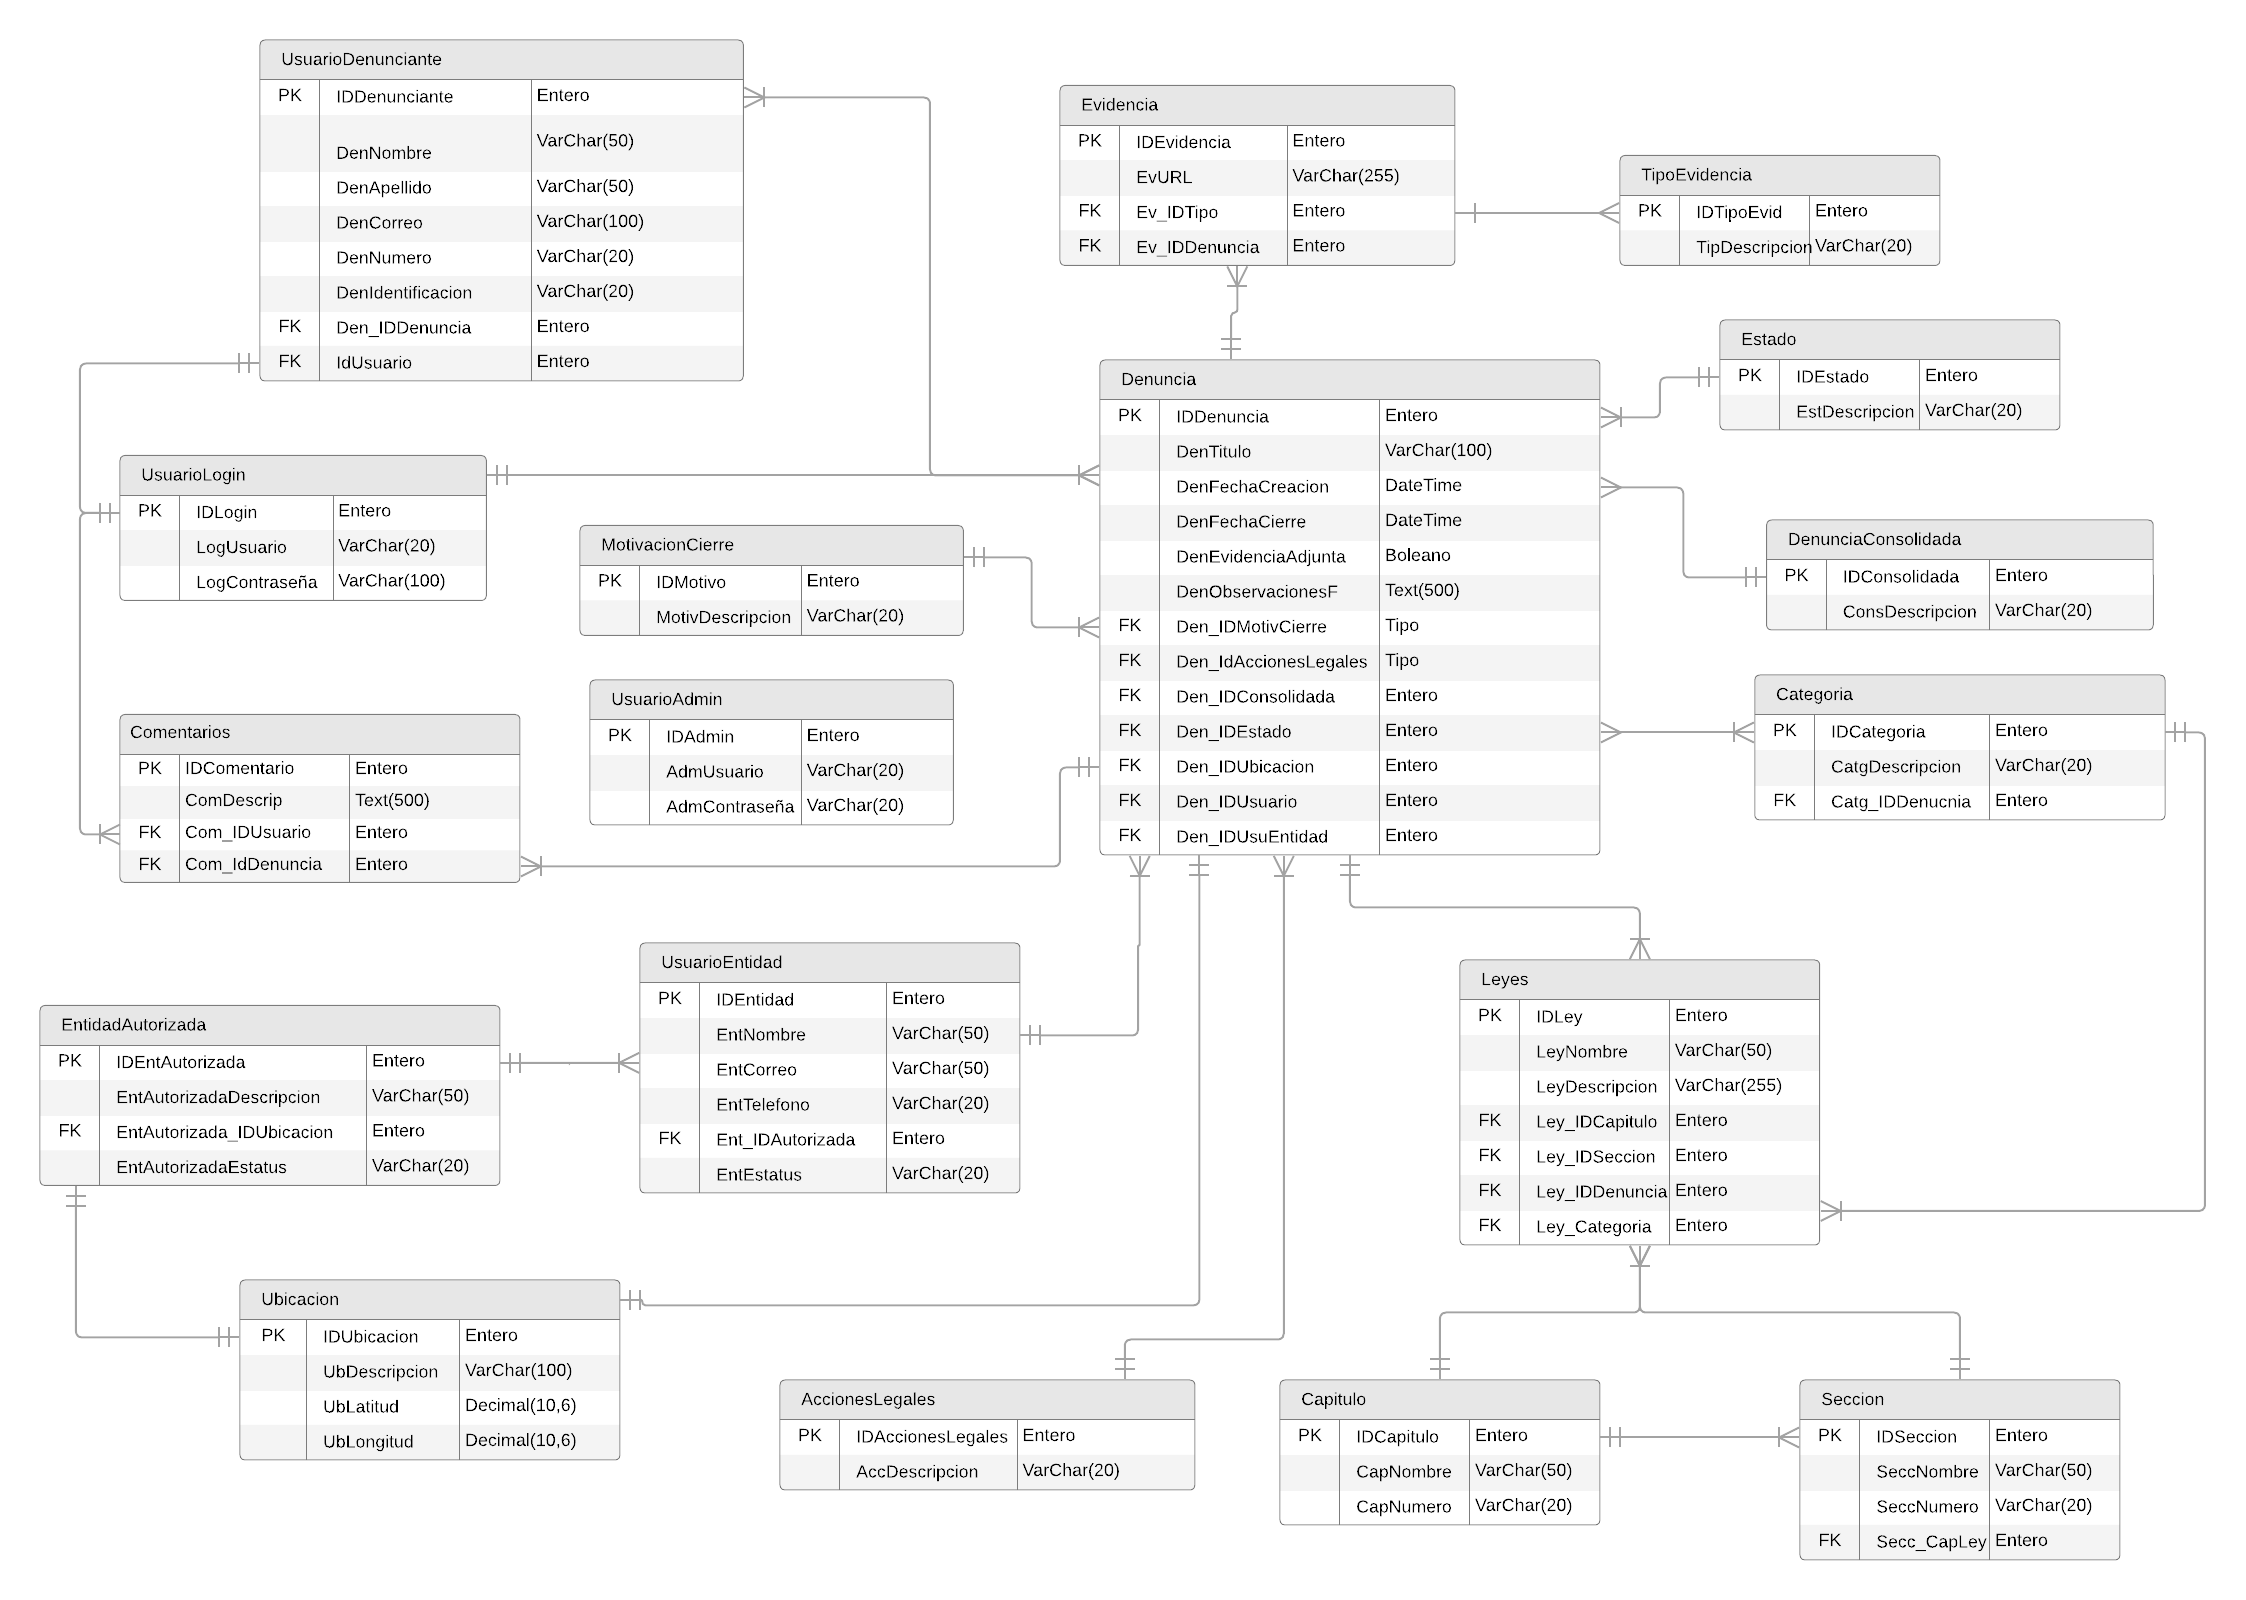 UsuarioDenunciante
PK IDDenunciante Entero
DenNombre VarChar(50)
DenApellido VarChar(50)
DenCorreo VarChar(100)
DenNumero VarChar(20)
DenIdentificacion VarChar(20)
FK Den_IDDenuncia Entero
FK IdUsuario Entero
Evidencia
PK IDEvidencia Entero
EvURL VarChar(255)
FK Ev_IDTipo Entero
FK Ev_IDDenuncia Entero
TipoEvidencia
PK IDTipoEvid Entero
TipDescripcion VarChar(20)
Estado
PK IDEstado Entero
EstDescripcion VarChar(20)
Denuncia
PK IDDenuncia Entero
DenTitulo VarChar(100)
DenFechaCreacion DateTime
DenFechaCierre DateTime
DenEvidenciaAdjunta Boleano
DenObservacionesF Text(500)
FK Den_IDMotivCierre Tipo
FK Den_IdAccionesLegales Tipo
FK Den_IDConsolidada Entero
FK Den_IDEstado Entero
FK Den_IDUbicacion Entero
FK Den_IDUsuario Entero
FK Den_IDUsuEntidad Entero
UsuarioLogin
PK IDLogin Entero
LogUsuario VarChar(20)
LogContraseña VarChar(100)
MotivacionCierre
PK IDMotivo Entero
MotivDescripcion VarChar(20)
DenunciaConsolidada
PK IDConsolidada Entero
ConsDescripcion VarChar(20)
UsuarioAdmin
PK IDAdmin Entero
AdmUsuario VarChar(20)
AdmContraseña VarChar(20)
Categoria
PK IDCategoria Entero
CatgDescripcion VarChar(20)
FK Catg_IDDenucnia Entero
Comentarios
PK IDComentario Entero
ComDescrip Text(500)
FK Com_IDUsuario Entero
FK Com_IdDenuncia Entero
UsuarioEntidad
PK IDEntidad Entero
EntNombre VarChar(50)
EntCorreo VarChar(50)
EntTelefono VarChar(20)
FK Ent_IDAutorizada Entero
EntEstatus VarChar(20)
EntidadAutorizada
PK IDEntAutorizada Entero
EntAutorizadaDescripcion VarChar(50)
FK EntAutorizada_IDUbicacion Entero
EntAutorizadaEstatus VarChar(20)
Leyes
PK IDLey Entero
LeyNombre VarChar(50)
LeyDescripcion VarChar(255)
FK Ley_IDCapitulo Entero
FK Ley_IDSeccion Entero
FK Ley_IDDenuncia Entero
FK Ley_Categoria Entero
Ubicacion
PK IDUbicacion Entero
UbDescripcion VarChar(100)
UbLatitud Decimal(10,6)
UbLongitud Decimal(10,6)
AccionesLegales
PK IDAccionesLegales Entero
AccDescripcion VarChar(20)
Capitulo
PK IDCapitulo Entero
CapNombre VarChar(50)
CapNumero VarChar(20)
Seccion
PK IDSeccion Entero
SeccNombre VarChar(50)
SeccNumero VarChar(20)
FK Secc_CapLey Entero